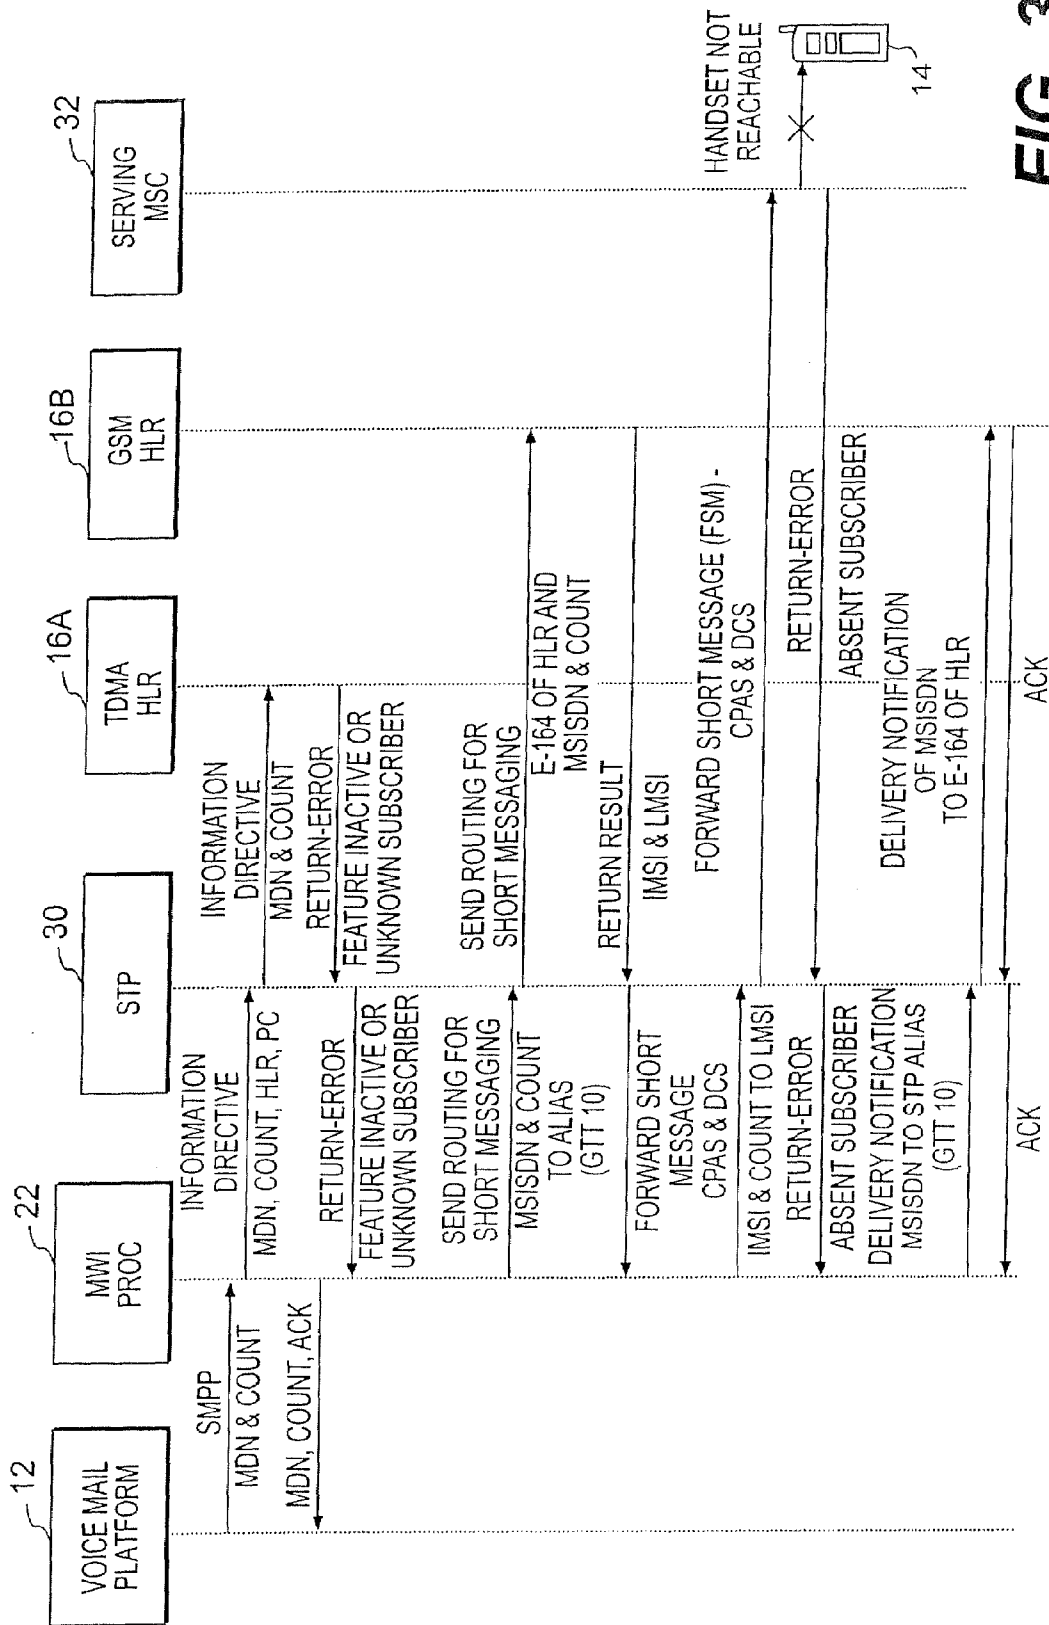 12
VOICE MAIL
PLATFORM
22
MWI
PROC
30
STP
16A
TDMA
HLR
16B
GSM
HLR
32
SERVING
MSC
SMPP
MDN & COUNT
MDN, COUNT, ACK
INFORMATION
DIRECTIVE
MDN, COUNT, HLR, PC
INFORMATION
DIRECTIVE
MDN & COUNT
RETURN-ERROR
FEATURE INACTIVE OR
UNKNOWN SUBSCRIBER
RETURN-ERROR
FEATURE INACTIVE OR
UNKNOWN SUBSCRIBER
SEND ROUTING FOR
SHORT MESSAGING
MSISDN & COUNT
TO ALIAS
(GTT 10)
SEND ROUTING FOR
SHORT MESSAGING
E-164 OF HLR AND
MSISDN & COUNT
RETURN RESULT
IMSI & LMSI
FORWARD SHORT
MESSAGE
CPAS & DCS
IMSI & COUNT TO LMSI
FORWARD SHORT MESSAGE (FSM) -
CPAS & DCS
HANDSET NOT
REACHABLE
14
RETURN-ERROR
ABSENT SUBSCRIBER
RETURN-ERROR
ABSENT SUBSCRIBER
DELIVERY NOTIFICATION
MSISDN TO STP ALIAS
(GTT 10)
DELIVERY NOTIFICATION
OF MSISDN
TO E-164 OF HLR
ACK
ACK
FIG_3